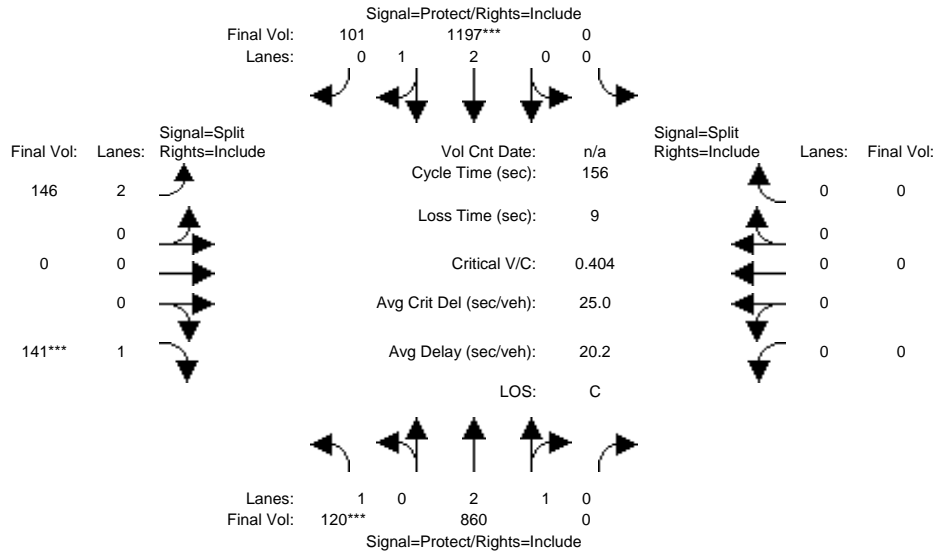 Signal=Protect/Rights=Include
Final Vol: 101 1197*** 0
Lanes: 0 1 2 0 0
Signal=Split Signal=Split
Final Vol: Lanes: Rights=Include Vol Cnt Date: n/a Rights=Include Lanes: Final Vol:
Cycle Time (sec): 156
146 2 0 0
Loss Time (sec): 9
0 0
0 0 Critical V/C: 0.404 0 0
0 Avg Crit Del (sec/veh): 25.0 0
141*** 1 Avg Delay (sec/veh): 20.2 0 0
LOS: C
Lanes: 1 0 2 1 0
Final Vol: 120*** 860 0
Signal=Protect/Rights=Include